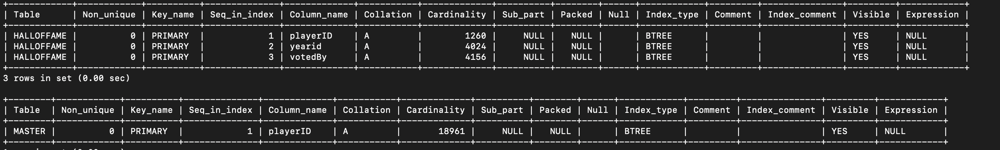 +------------+------------+----------+--------------+-------------+-----------+-------------+----------+--------+------+------------+---------+---------------+---------+------------+
| Table      | Non_unique | Key_name | Seq_in_index | Column_name | Collation | Cardinality | Sub_part | Packed | Null | Index_type | Comment | Index_comment | Visible | Expression |
+------------+------------+----------+--------------+-------------+-----------+-------------+----------+--------+------+------------+---------+---------------+---------+------------+
| HALLOFFAME |          0 | PRIMARY  |            1 | playerID    | A         |        1260 |     NULL |   NULL |      | BTREE      |         |               | YES     | NULL       |
| HALLOFFAME |          0 | PRIMARY  |            2 | yearid      | A         |        4024 |     NULL |   NULL |      | BTREE      |         |               | YES     | NULL       |
| HALLOFFAME |          0 | PRIMARY  |            3 | votedBy     | A         |        4156 |     NULL |   NULL |      | BTREE      |         |               | YES     | NULL       |
+------------+------------+----------+--------------+-------------+-----------+-------------+----------+--------+------+------------+---------+---------------+---------+------------+
3 rows in set (0.00 sec)

+--------+------------+----------+--------------+-------------+-----------+-------------+----------+--------+------+------------+---------+---------------+---------+------------+
| Table  | Non_unique | Key_name | Seq_in_index | Column_name | Collation | Cardinality | Sub_part | Packed | Null | Index_type | Comment | Index_comment | Visible | Expression |
+--------+------------+----------+--------------+-------------+-----------+-------------+----------+--------+------+------------+---------+---------------+---------+------------+
| MASTER |          0 | PRIMARY  |            1 | playerID    | A         |       18961 |     NULL |   NULL |      | BTREE      |         |               | YES     | NULL       |
+--------+------------+----------+--------------+-------------+-----------+-------------+----------+--------+------+------------+---------+---------------+---------+------------+